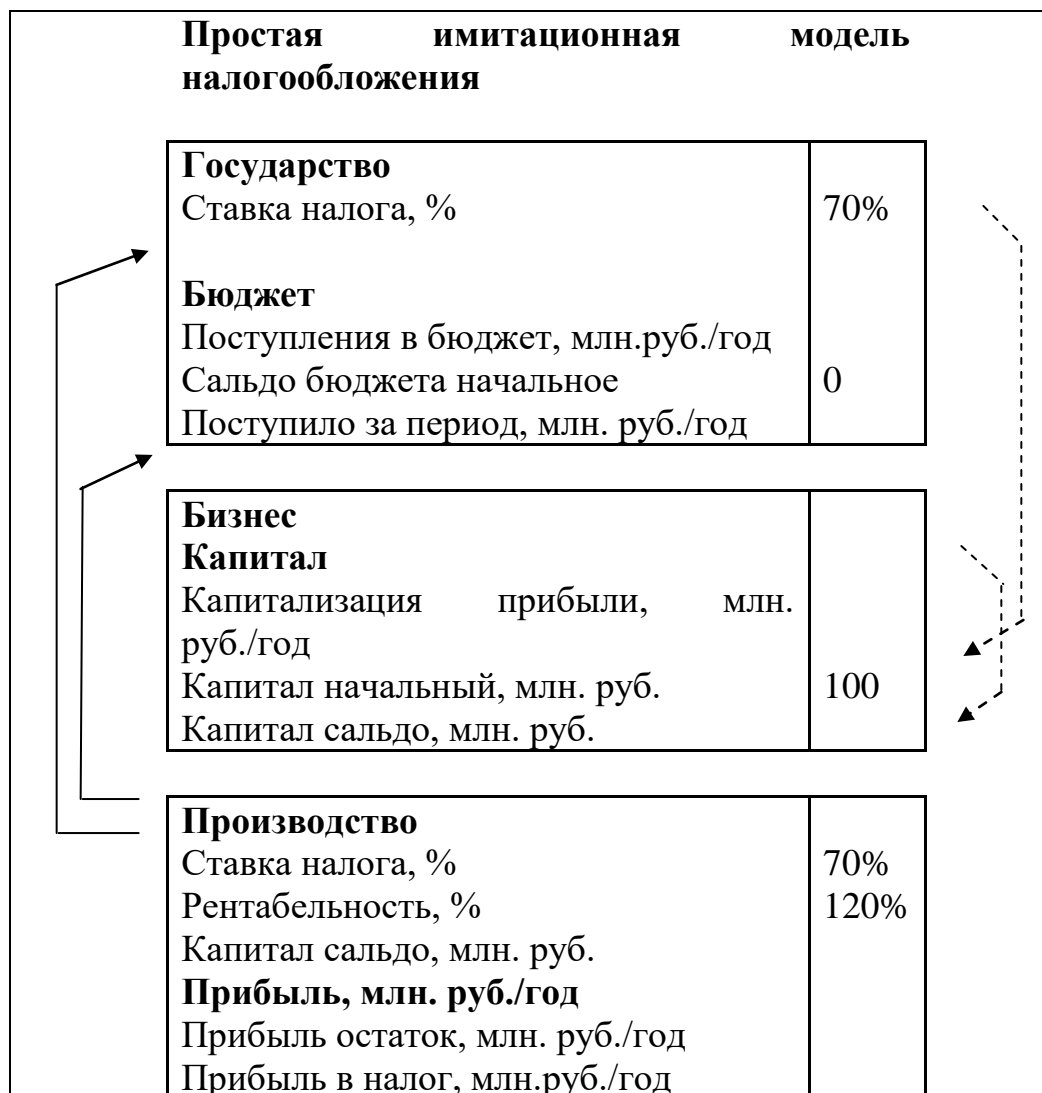 Простая имитационная модель
налогообложения
Государство
Ставка налога, % 70%
Бюджет
Поступления в бюджет, млн.руб./год
Сальдо бюджета начальное 0
Поступило за период, млн. руб./год
Бизнес
Капитал
Капитализация прибыли, млн.
руб./год
Капитал начальный, млн. руб. 100
Капитал сальдо, млн. руб.
Производство
Ставка налога, % 70%
Рентабельность, % 120%
Капитал сальдо, млн. руб.
Прибыль, млн. руб./год
Прибыль остаток, млн. руб./год
Прибыль в налог, млн.руб./год